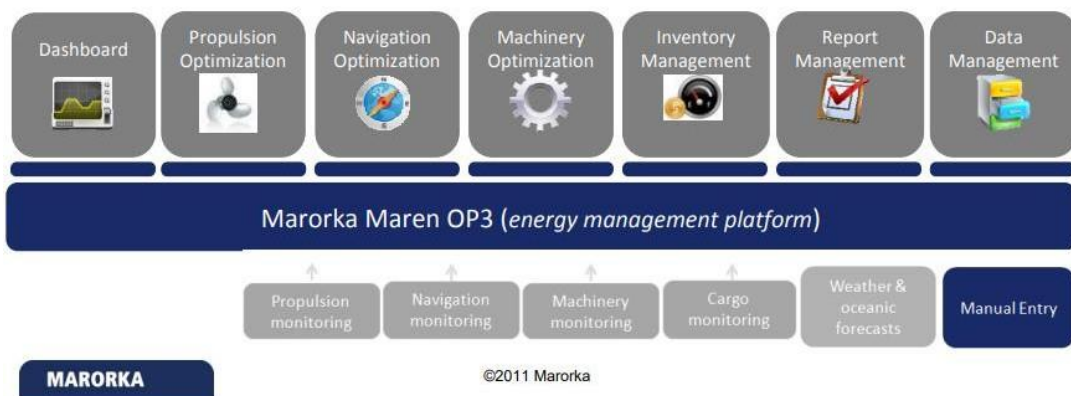 Dashboard
Propulsion
Optimization
Navigation
Optimization
Machinery
Optimization
Inventory
Management
Report
Management
Data
Management
Marorka Maren OP3 (energy management platform)
Propulsion
monitoring
Navigation
monitoring
Machinery
monitoring
Cargo
monitoring
Weather &
oceanic
forecasts
Manual Entry
MARORKA
©2011 Marorka